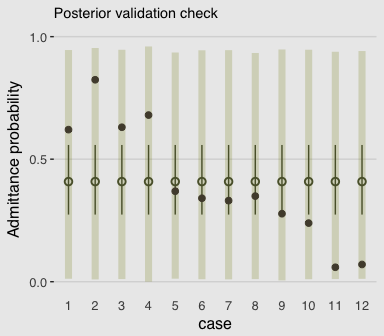 Posterior validation check
Admittance probability
1.0
0.5
0.0
1 2 3 4 5 6 7 8 9 10 11 12
case